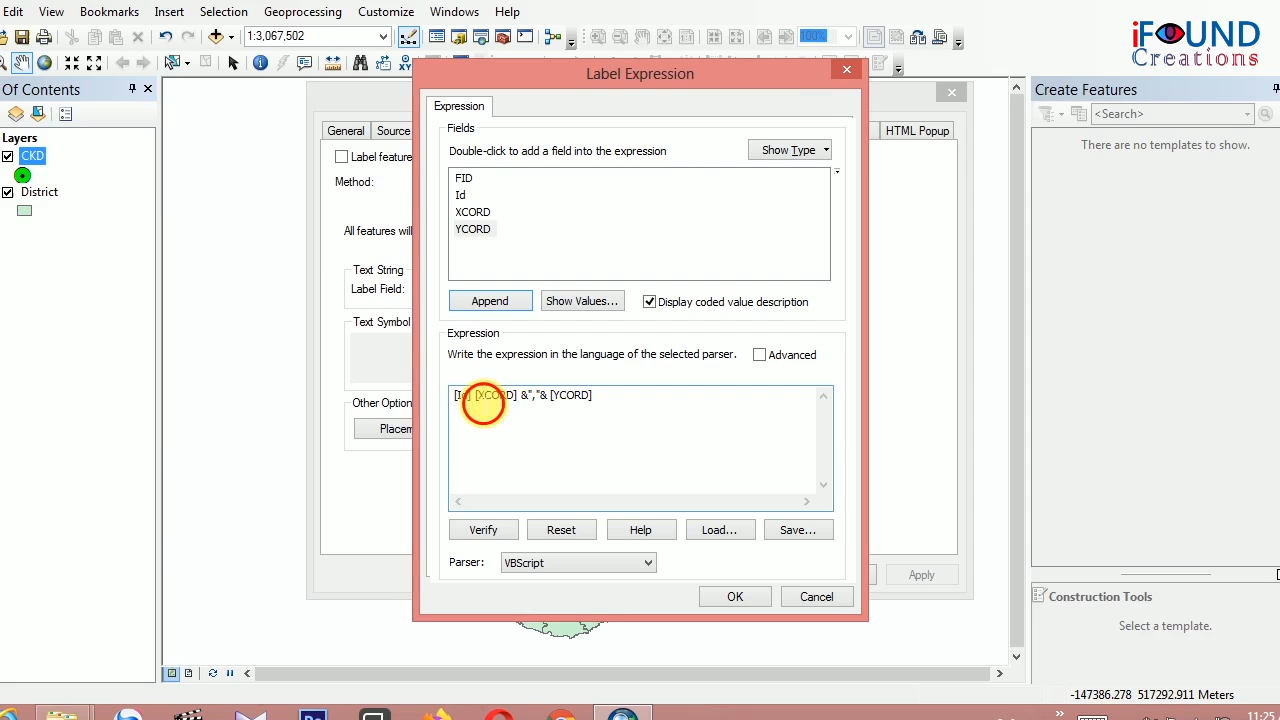 Edit View Bookmarks Insert Selection Geoprocessing Customize Windows Help
1:3,067,502
100%
iFOUND
Creations
Of Contents
Layers
CKD
District
Label Expression
Expression
Fields
Double-click to add a field into the expression
Show Type
FID
Id
XCORD
YCORD
Append
Show Values...
Display coded value description
Expression
Write the expression in the language of the selected parser.
Advanced
[Id] [XCORD] &","& [YCORD]
Verify
Reset
Help
Load...
Save...
Parser:
VBScript
OK
Cancel
General
Source
HTML Popup
Label feature
Method:
All features wil
Text String
Label Field:
Text Symbol
Other Option
Placem
Apply
Create Features
<Search>
There are no templates to show.
Construction Tools
Select a template.
-147386.278 517292.911 Meters
11:25